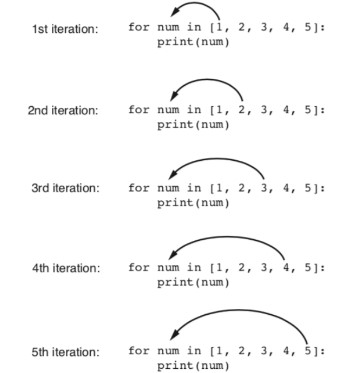 1st iteration: for num in [1, 2, 3, 4, 5]:
print(num)
2nd iteration: for num in [1, 2, 3, 4, 5]:
print(num)
3rd iteration: for num in [1, 2, 3, 4, 5]:
print(num)
4th iteration: for num in [1, 2, 3, 4, 5]:
print(num)
5th iteration: for num in [1, 2, 3, 4, 5]:
print(num)